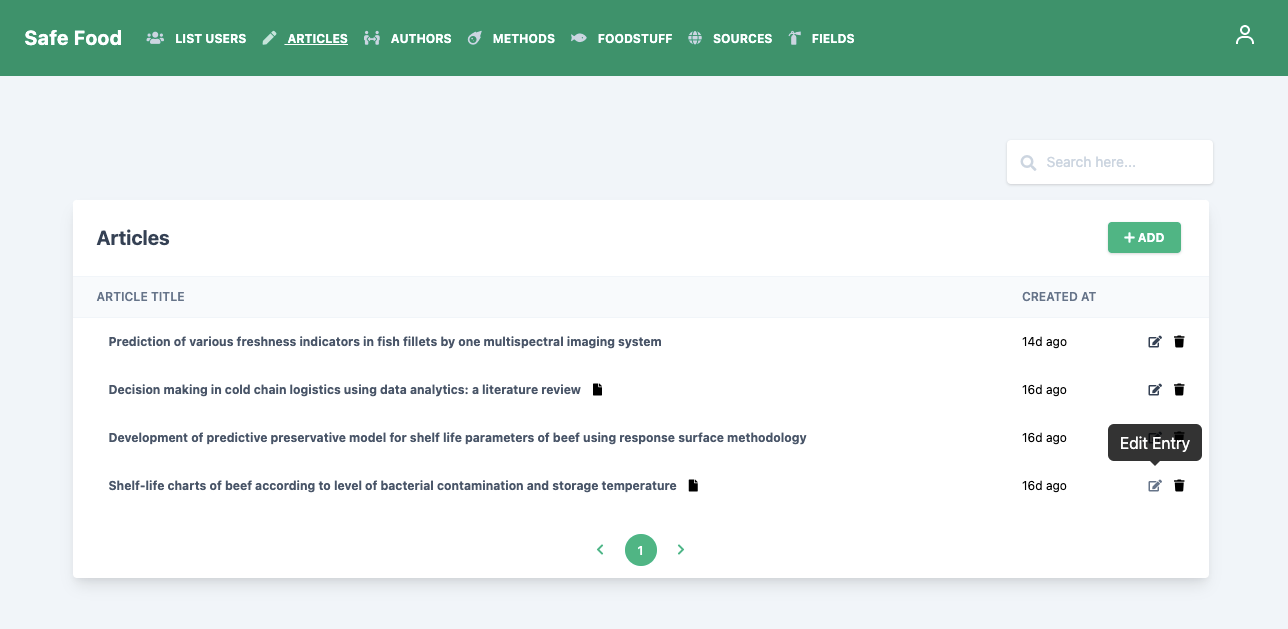 Safe Food LIST USERS ARTICLES AUTHORS METHODS FOODSTUFF SOURCES FIELDS
Search here...
Articles + ADD
ARTICLE TITLE CREATED AT
Prediction of various freshness indicators in fish fillets by one multispectral imaging system 14d ago
Decision making in cold chain logistics using data analytics: a literature review 16d ago
Development of predictive preservative model for shelf life parameters of beef using response surface methodology 16d ago
Edit Entry
Shelf-life charts of beef according to level of bacterial contamination and storage temperature 16d ago
1